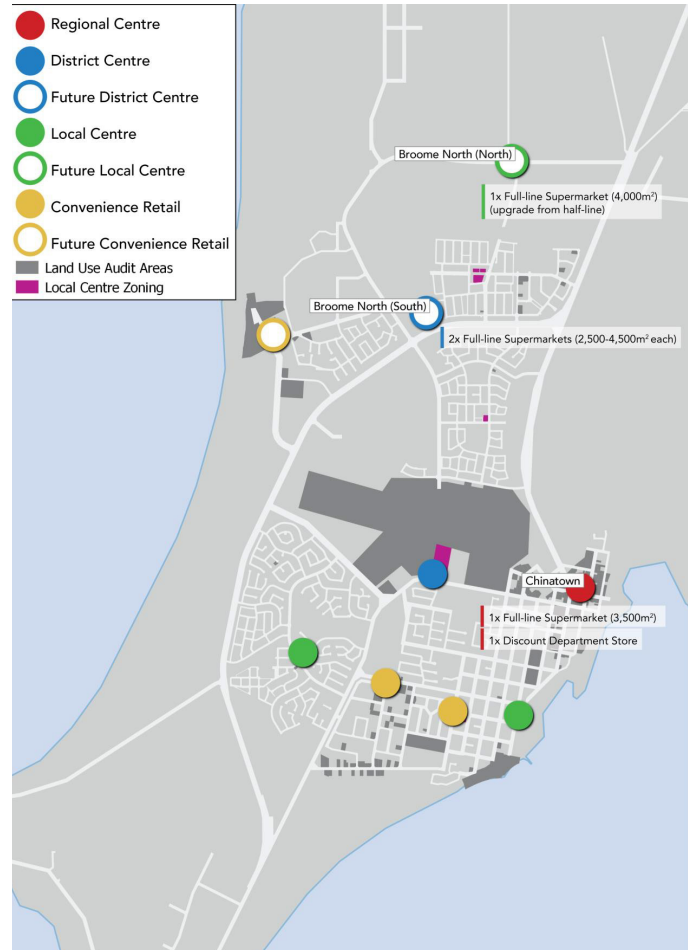 Regional Centre
District Centre
Future District Centre
Local Centre
Future Local Centre
Convenience Retail
Future Convenience Retail
Land Use Audit Areas
Local Centre Zoning
Broome North (North)
1x Full-line Supermarket (4,000m²)
(upgrade from half-line)
Broome North (South)
2x Full-line Supermarkets (2,500-4,500m² each)
Chinatown
1x Full-line Supermarket (3,500m²)
1x Discount Department Store